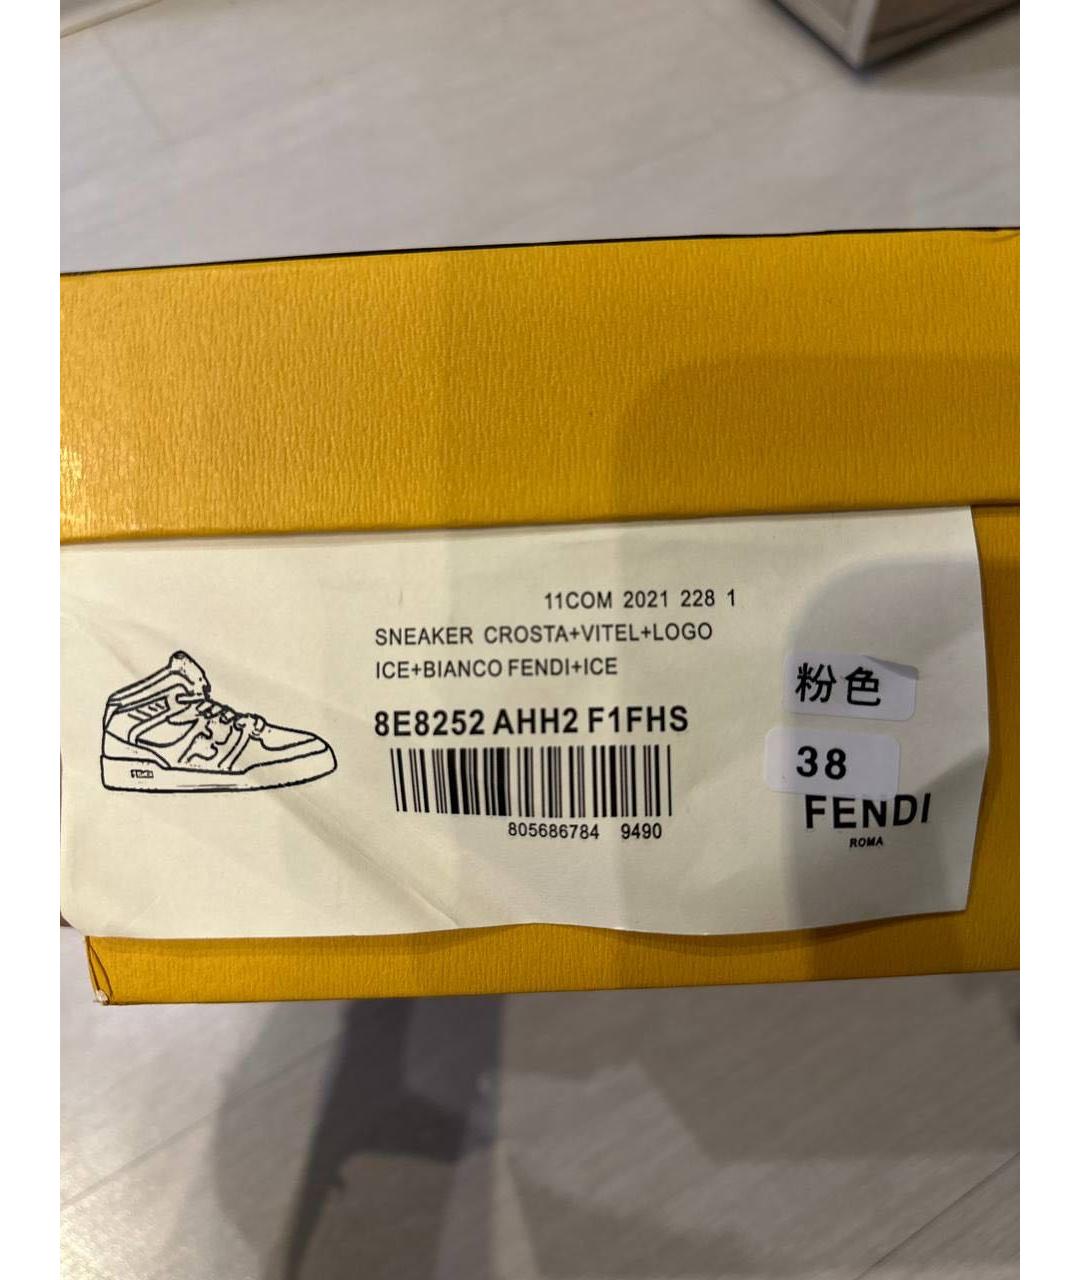 11COM 2021 228 1
SNEAKER CROSTA+VITEL+LOGO
ICE+BIANCO FENDI+ICE
8E8252 AHH2 F1FHS
805686784 9490
粉色
38
FENDI
ROMA